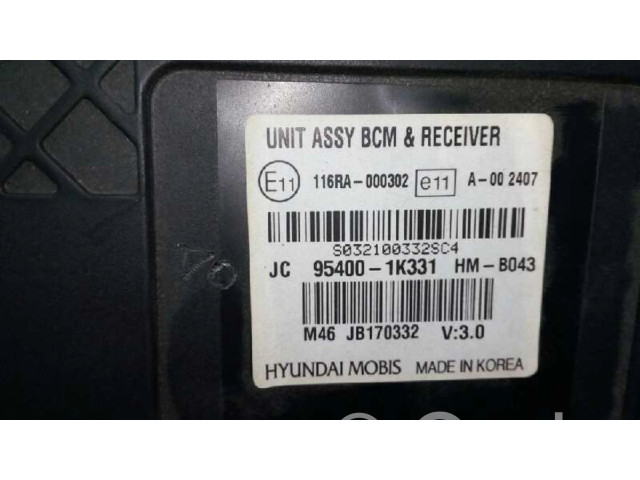 UNIT ASSY BCM & RECEIVER
E11 116RA-000302 e11 A-00 2407
S032100332SC4
JC 95400-1K331 HM-B043
M46 JB170332 V:3.0
HYUNDAI MOBIS MADE IN KOREA